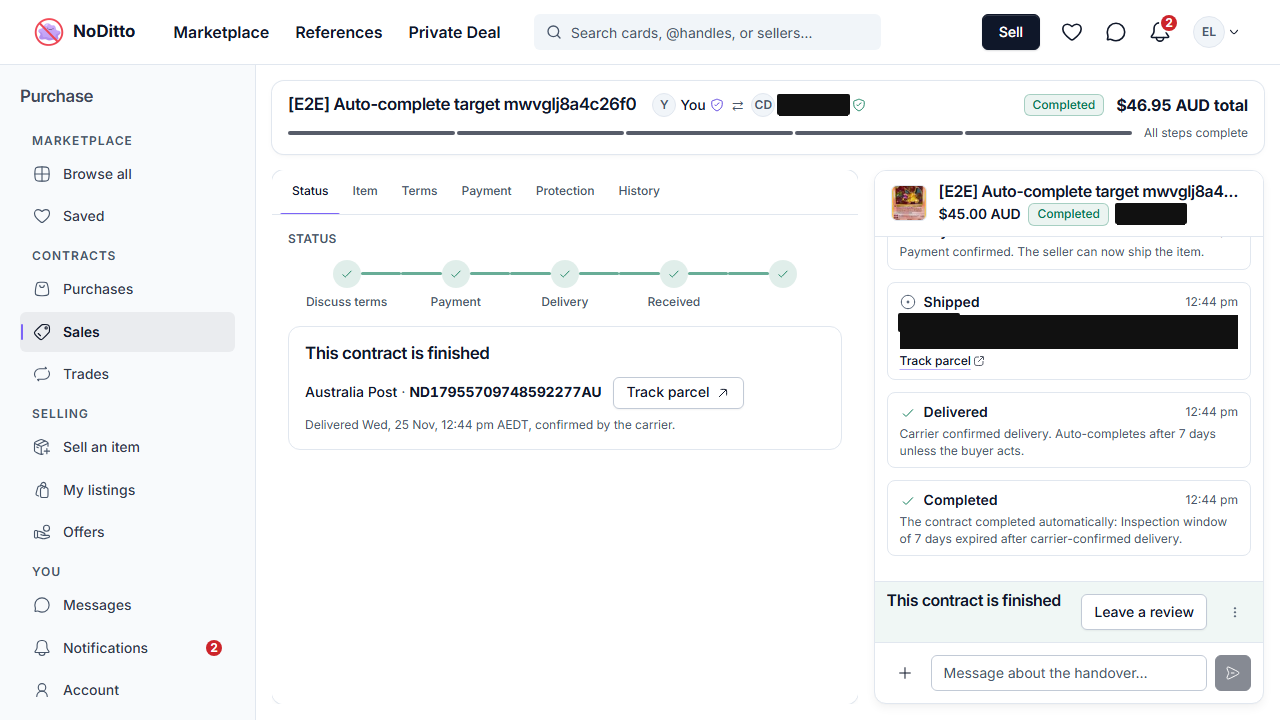 NoDitto
Marketplace
References
Private Deal
Search cards, @handles, or sellers...
Sell
2
EL
Purchase
MARKETPLACE
Browse all
Saved
CONTRACTS
Purchases
Sales
Trades
SELLING
Sell an item
My listings
Offers
YOU
Messages
Notifications
2
Account
[E2E] Auto-complete target mwvglj8a4c26f0
Y
You
CD
Completed
$46.95 AUD total
All steps complete
Status
Item
Terms
Payment
Protection
History
STATUS
Discuss terms
Payment
Delivery
Received
This contract is finished
Australia Post · ND17955709748592277AU
Track parcel
Delivered Wed, 25 Nov, 12:44 pm AEDT, confirmed by the carrier.
[E2E] Auto-complete target mwvglj8a4...
$45.00 AUD
Completed
Payment confirmed. The seller can now ship the item.
Shipped
12:44 pm
Track parcel
Delivered
12:44 pm
Carrier confirmed delivery. Auto-completes after 7 days
unless the buyer acts.
Completed
12:44 pm
The contract completed automatically: Inspection window
of 7 days expired after carrier-confirmed delivery.
This contract is finished
Leave a review
Message about the handover...